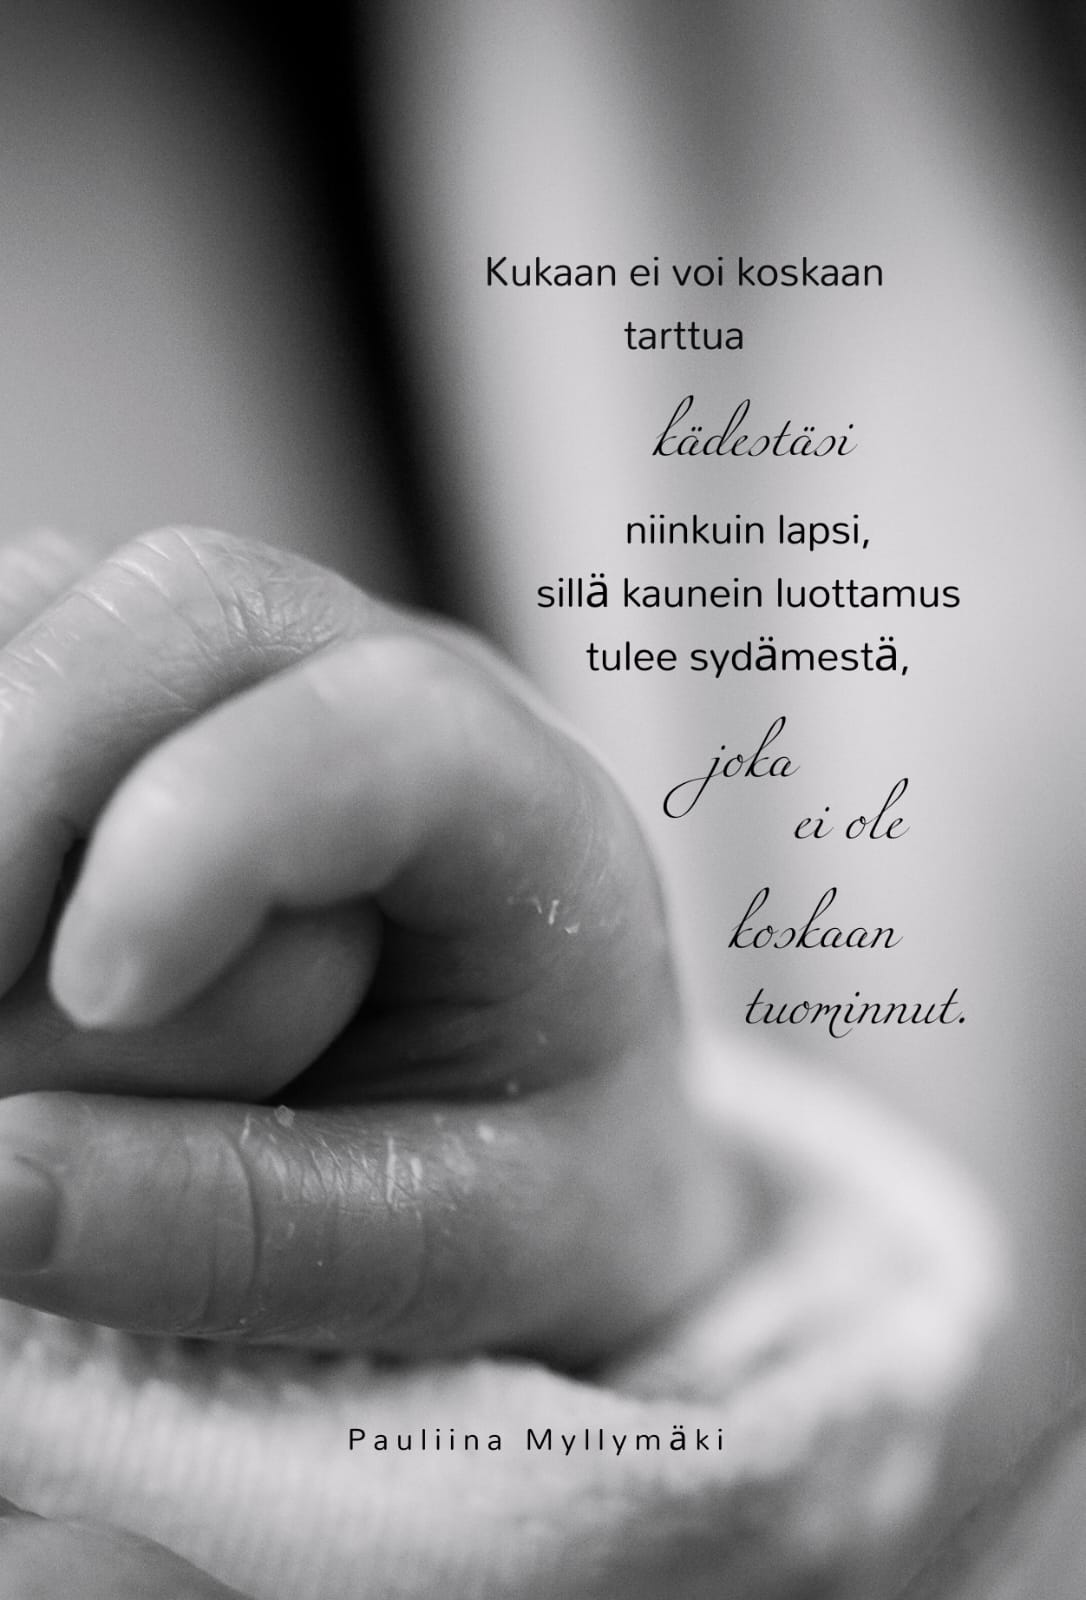 Kukaan ei voi koskaan
tarttua
kädestäsi
niinkuin lapsi,
sillä kaunein luottamus
tulee sydämestä,
joka
ei ole
koskaan
tuominnut.
Pauliina Myllymäki